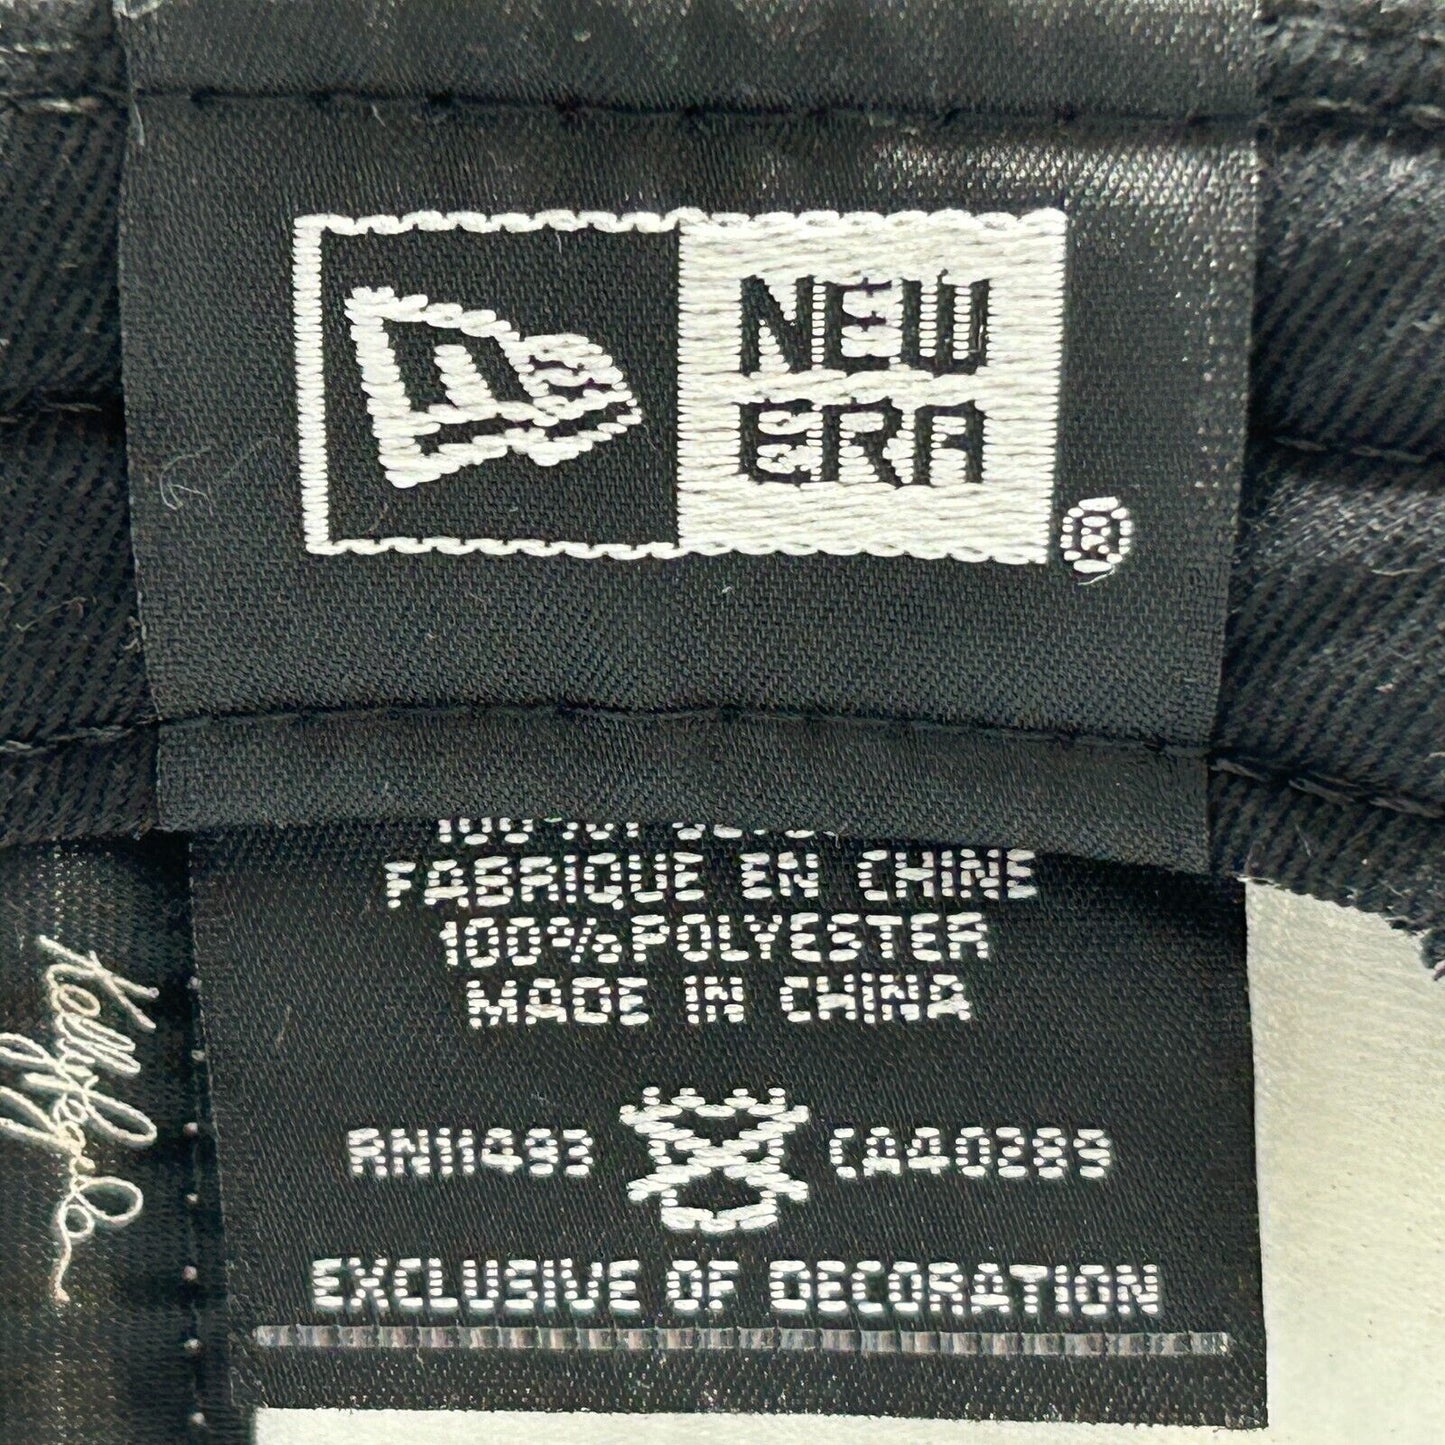 NEW
ERA
®
FABRIQUE EN CHINE
100% POLYESTER
MADE IN CHINA
RN11493 CA40289
EXCLUSIVE OF DECORATION